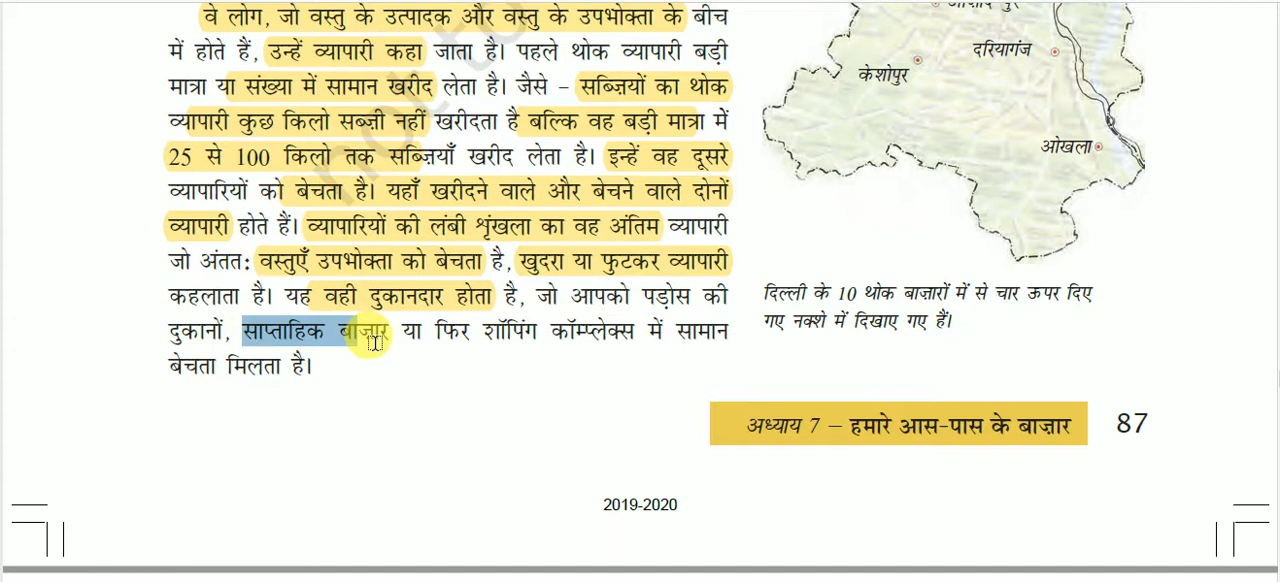 वे लोग, जो वस्तु के उत्पादक और वस्तु के उपभोक्ता के बीच
में होते हैं, उन्हें व्यापारी कहा जाता है। पहले थोक व्यापारी बड़ी
मात्रा या संख्या में सामान खरीद लेता है। जैसे – सब्ज़ियों का थोक
व्यापारी कुछ किलो सब्ज़ी नहीं खरीदता है बल्कि वह बड़ी मात्रा में
25 से 100 किलो तक सब्ज़ियाँ खरीद लेता है। इन्हें वह दूसरे
व्यापारियों को बेचता है। यहाँ खरीदने वाले और बेचने वाले दोनों
व्यापारी होते हैं। व्यापारियों की लंबी शृंखला का वह अंतिम व्यापारी
जो अंतत: वस्तुएँ उपभोक्ता को बेचता है, खुदरा या फुटकर व्यापारी
कहलाता है। यह वही दुकानदार होता है, जो आपको पड़ोस की
दुकानों, साप्ताहिक बाज़ार या फिर शॉपिंग कॉम्प्लेक्स में सामान
बेचता मिलता है।
दरियागंज
केशोपुर
ओखला
दिल्ली के 10 थोक बाज़ारों में से चार ऊपर दिए
गए नक्शे में दिखाए गए हैं।
अध्याय 7 – हमारे आस-पास के बाज़ार 87
2019-2020